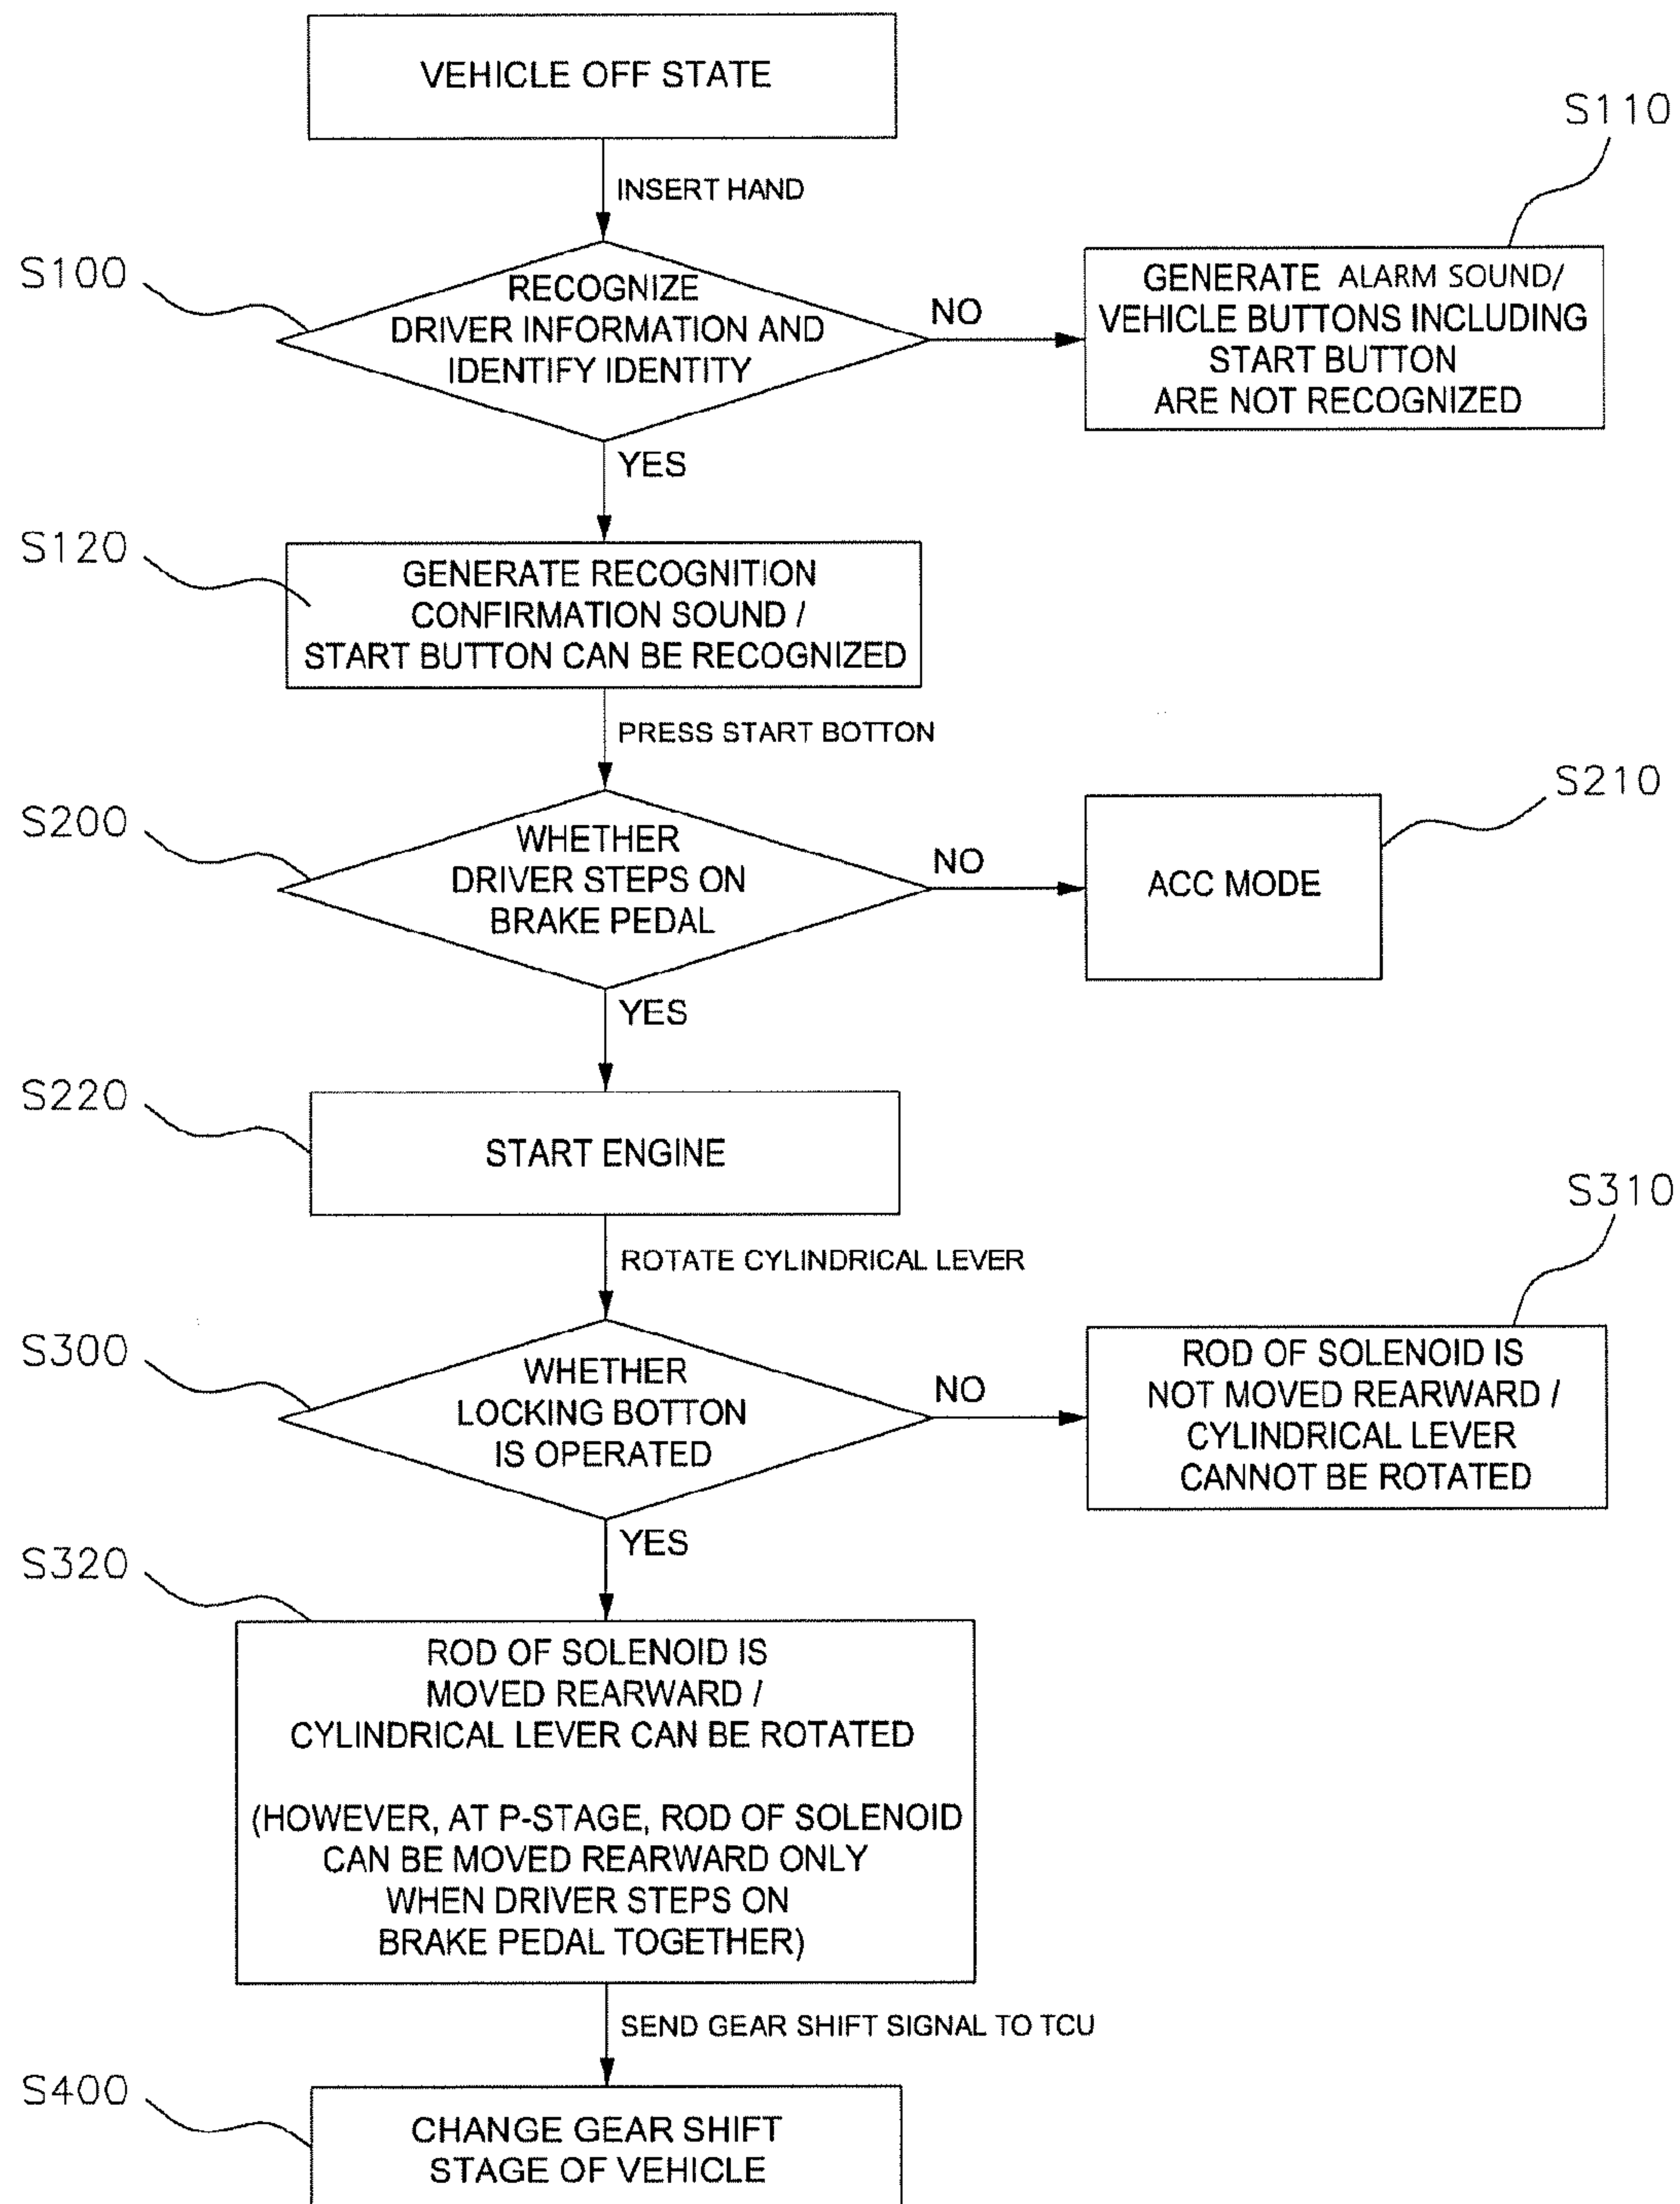 VEHICLE OFF STATE
S110
INSERT HAND
S100
RECOGNIZE
DRIVER INFORMATION AND
IDENTIFY IDENTITY
NO
GENERATE ALARM SOUND/
VEHICLE BUTTONS INCLUDING
START BUTTON
ARE NOT RECOGNIZED
YES
S120
GENERATE RECOGNITION
CONFIRMATION SOUND /
START BUTTON CAN BE RECOGNIZED
PRESS START BOTTON
S210
S200
WHETHER
DRIVER STEPS ON
BRAKE PEDAL
NO
ACC MODE
YES
S220
START ENGINE
S310
ROTATE CYLINDRICAL LEVER
S300
WHETHER
LOCKING BOTTON
IS OPERATED
NO
ROD OF SOLENOID IS
NOT MOVED REARWARD /
CYLINDRICAL LEVER
CANNOT BE ROTATED
YES
S320
ROD OF SOLENOID IS
MOVED REARWARD /
CYLINDRICAL LEVER CAN BE ROTATED
(HOWEVER, AT P-STAGE, ROD OF SOLENOID
CAN BE MOVED REARWARD ONLY
WHEN DRIVER STEPS ON
BRAKE PEDAL TOGETHER)
SEND GEAR SHIFT SIGNAL TO TCU
S400
CHANGE GEAR SHIFT
STAGE OF VEHICLE